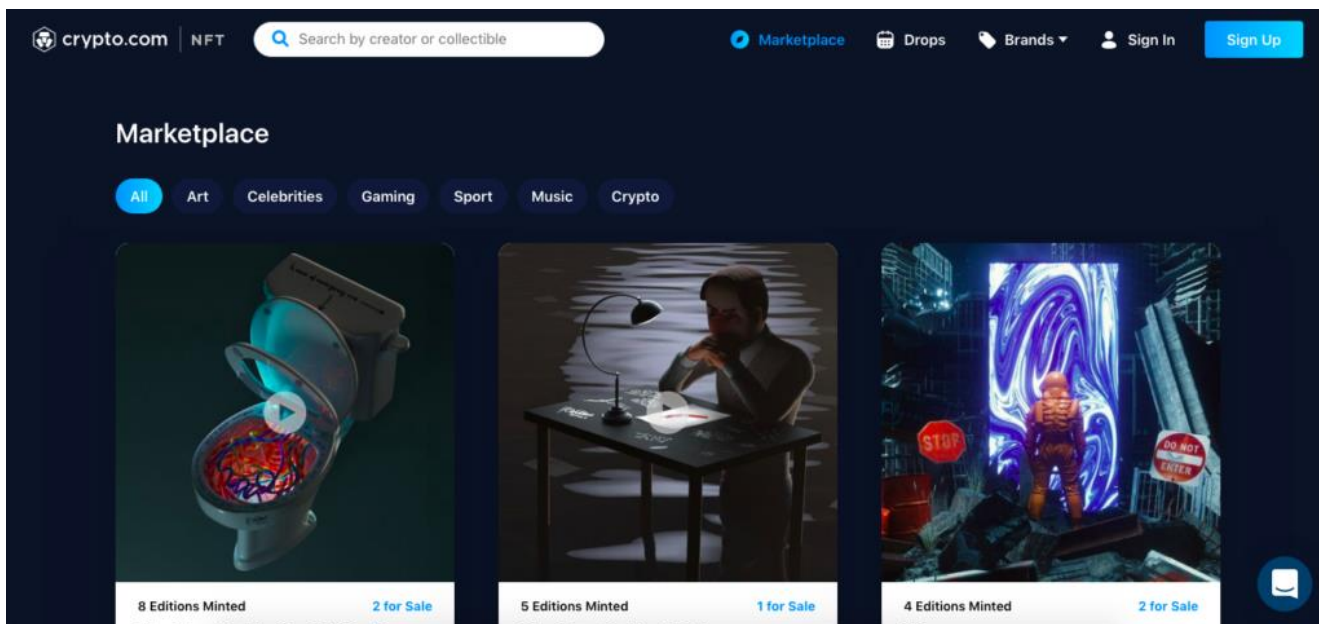 crypto.com | NFT
Search by creator or collectible
Marketplace
Drops
Brands
Sign In
Sign Up
Marketplace
All
Art
Celebrities
Gaming
Sport
Music
Crypto
STOP
DO NOT
ENTER
8 Editions Minted
2 for Sale
5 Editions Minted
1 for Sale
4 Editions Minted
2 for Sale